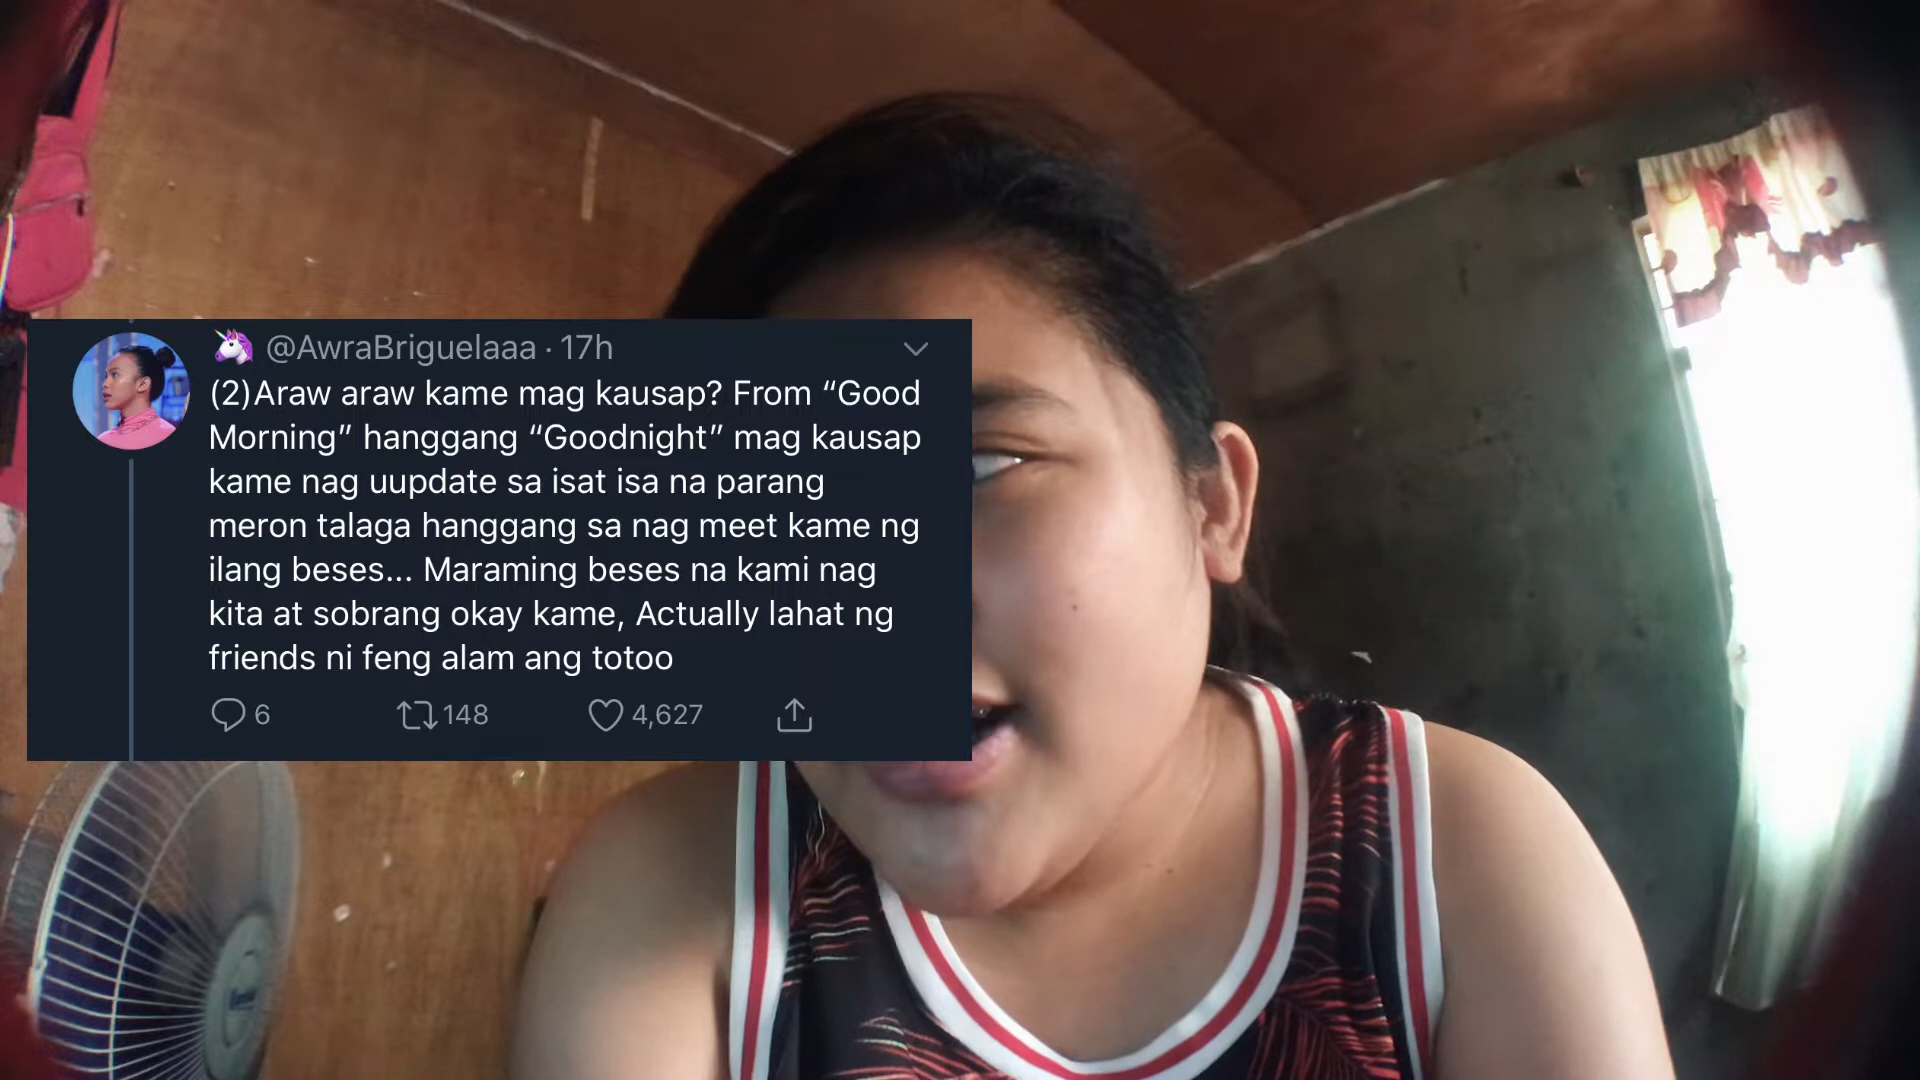 🦄 @AwraBriguelaaa · 17h
(2)Araw araw kame mag kausap? From “Good
Morning” hanggang “Goodnight” mag kausap
kame nag uupdate sa isat isa na parang
meron talaga hanggang sa nag meet kame ng
ilang beses... Maraming beses na kami nag
kita at sobrang okay kame, Actually lahat ng
friends ni feng alam ang totoo
6 148 4,627